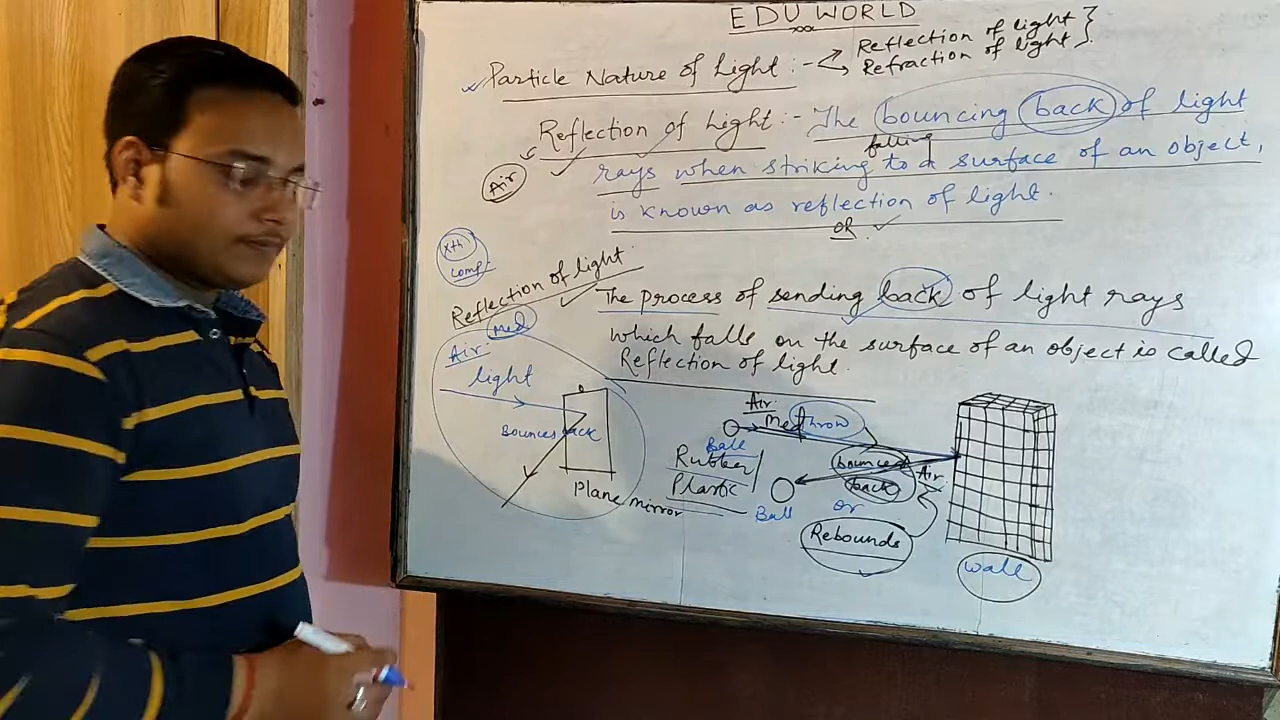 EDU WORLD
Particle Nature of Light :- Reflection of light
Refraction of light
Reflection of Light :- The bouncing back of light
falling
rays when striking to a surface of an object,
Air
is known as reflection of light.
OR
Xth
comp.
Reflection of light
The process of sending back of light rays
which falls on the surface of an object is called
Reflection of light.
Air. med
light
Bounces back
Plane mirror
Air.
Med
throw
Ball
Rubber
Plastic
Ball
bounces
back
Air
or
Rebounds
wall